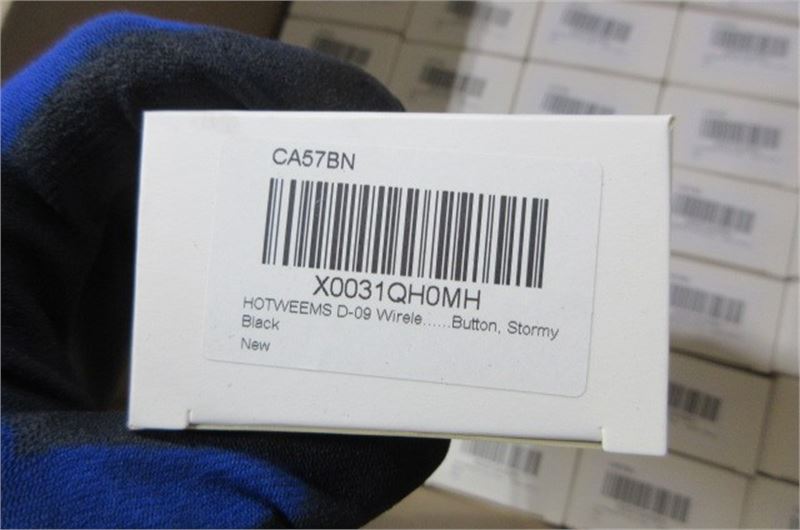 CA57BN
X0031QH0MH
HOTWEEMS D-09 Wirele......Button, Stormy
Black
New